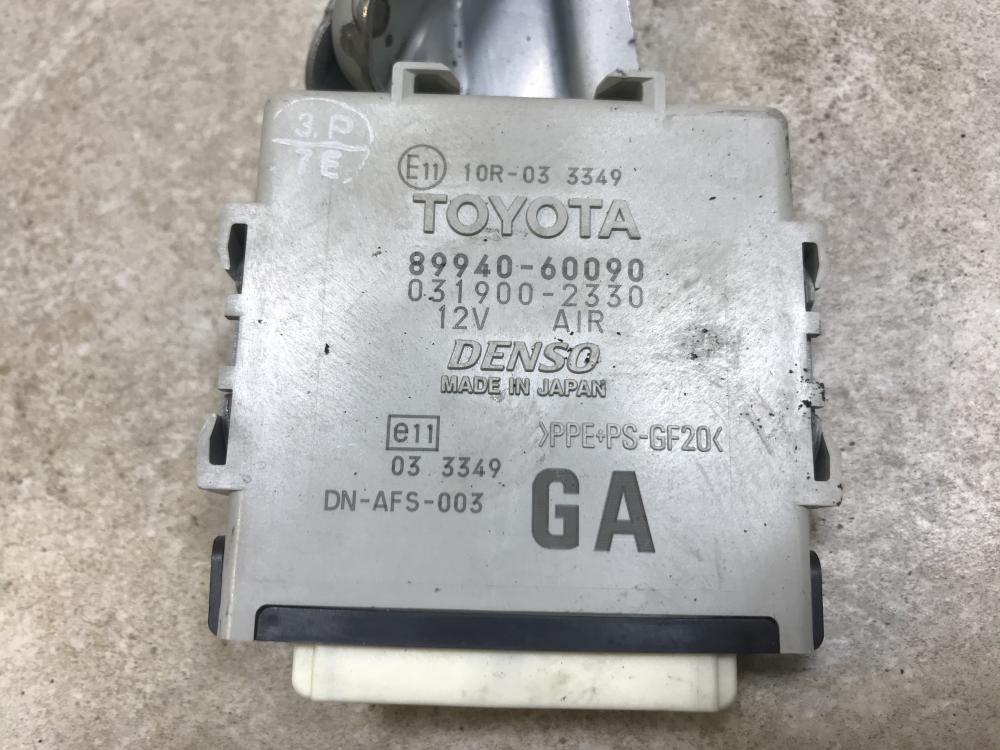 3.P
7E
E11 10R-03 3349
TOYOTA
89940-60090
031900-2330
12V AIR
DENSO
MADE IN JAPAN
e11 >PPE+PS-GF20<
03 3349
DN-AFS-003 GA